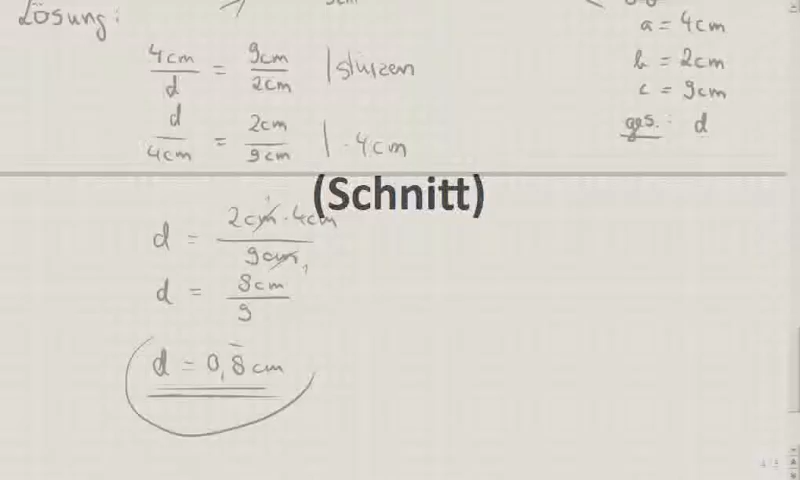 Lösung:
4cm/d = 9cm/2cm | stürzen
d/4cm = 2cm/9cm | · 4cm
a = 4cm
b = 2cm
c = 9cm
ges.: d
(Schnitt)
d = 2cm · 4cm/9cm
d = 8cm/9
d = 0,8̅ cm